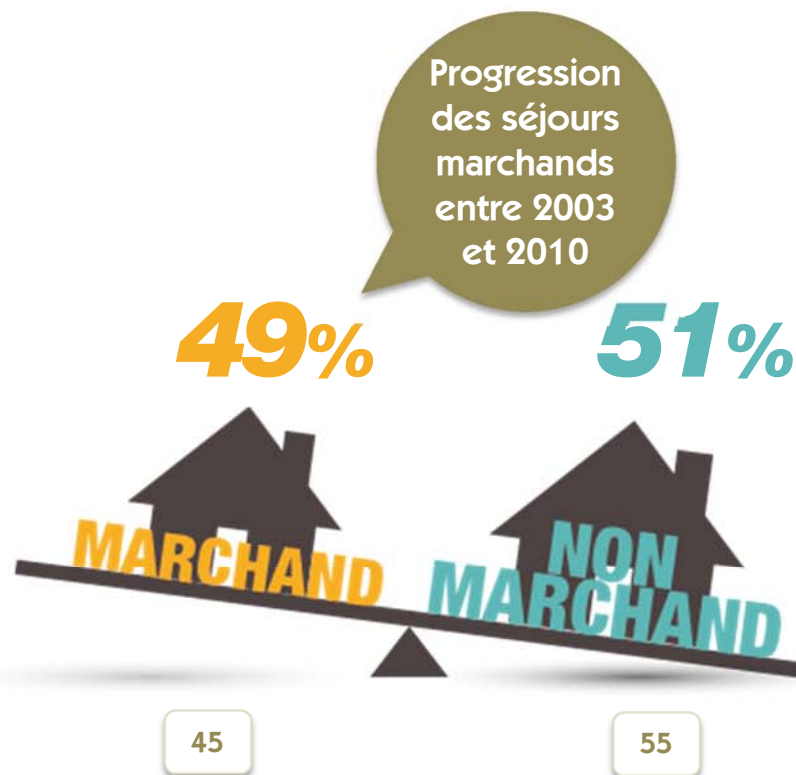 Progression
des séjours
marchands
entre 2003
et 2010
49% 51%
MARCHAND
NON
MARCHAND
45 55